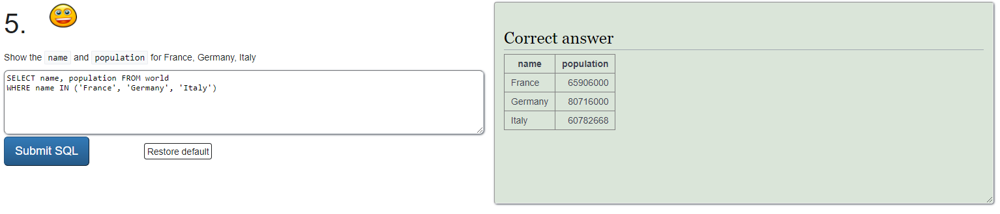 5.
Show the name and population for France, Germany, Italy
SELECT name, population FROM world
WHERE name IN ('France', 'Germany', 'Italy')
Submit SQL
Restore default
Correct answer
name population
France 65906000
Germany 80716000
Italy 60782668